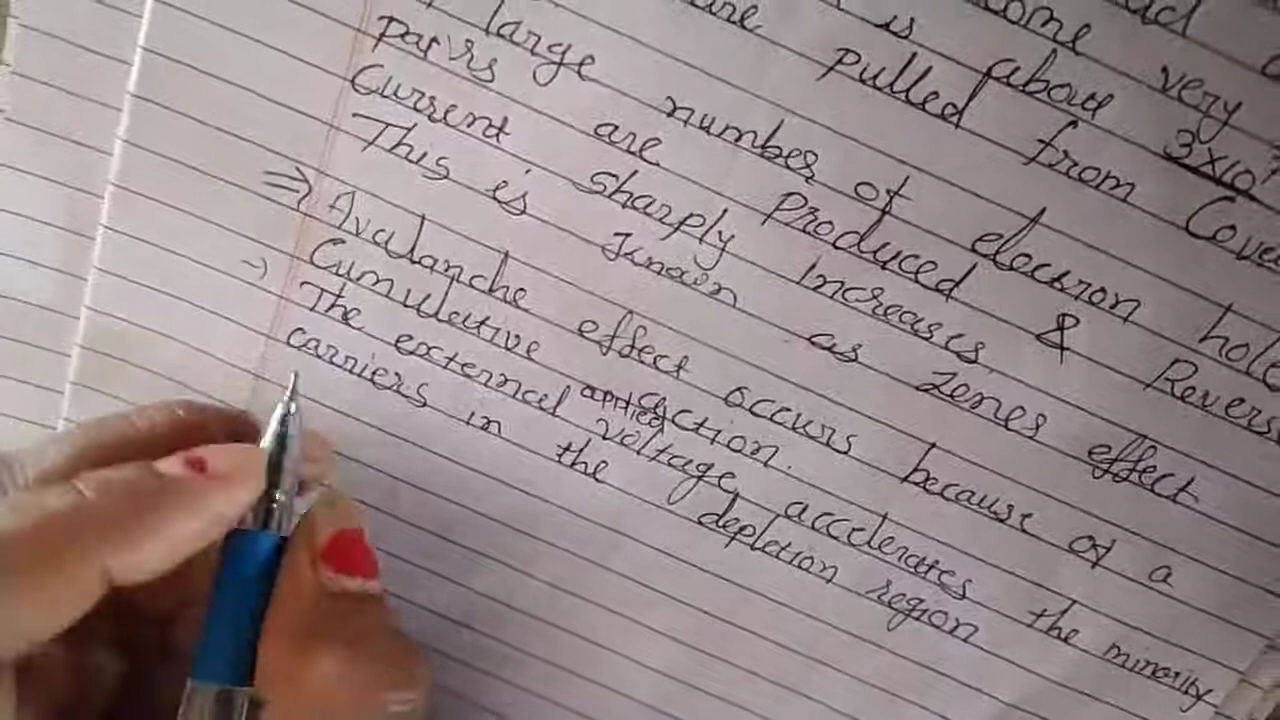 ome very
is about 3×10⁷
are pulled from Cove
large number of electron hole
Pairs are Produced & Revers
Current Sharply Increases.
This is known as zener effect
⇒ Avalanche effect occurs because of a
Cumulative action.
→ The external applied voltage, accelerates the minority
carriers in the depletion region